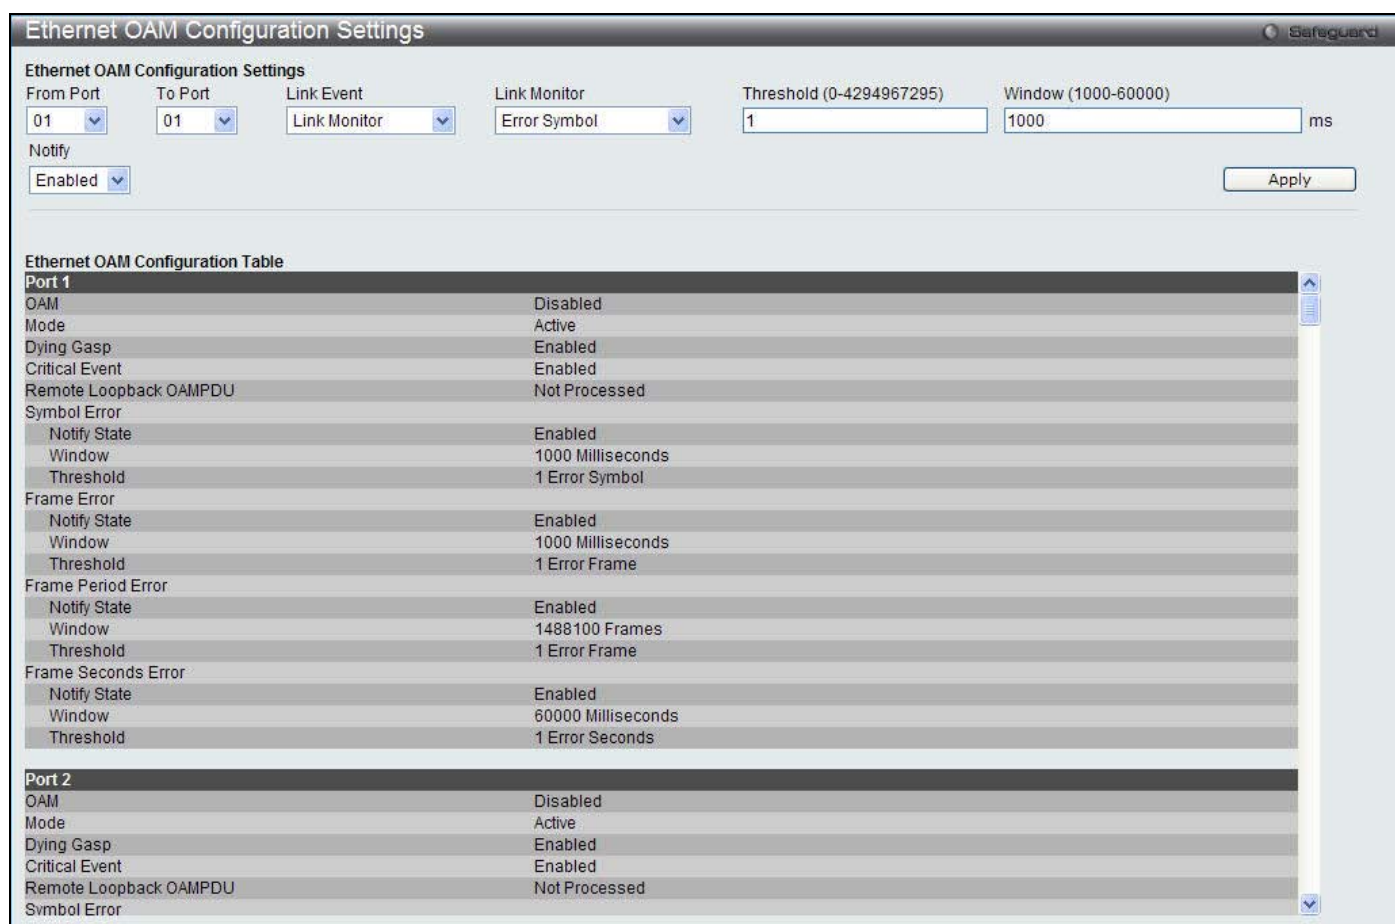 Ethernet OAM Configuration Settings
Safeguard
Ethernet OAM Configuration Settings
From Port To Port Link Event Link Monitor Threshold (0-4294967295) Window (1000-60000)
01 01 Link Monitor Error Symbol 1 1000 ms
Notify
Enabled Apply
Ethernet OAM Configuration Table
Port 1
OAM Disabled
Mode Active
Dying Gasp Enabled
Critical Event Enabled
Remote Loopback OAMPDU Not Processed
Symbol Error
Notify State Enabled
Window 1000 Milliseconds
Threshold 1 Error Symbol
Frame Error
Notify State Enabled
Window 1000 Milliseconds
Threshold 1 Error Frame
Frame Period Error
Notify State Enabled
Window 1488100 Frames
Threshold 1 Error Frame
Frame Seconds Error
Notify State Enabled
Window 60000 Milliseconds
Threshold 1 Error Seconds
Port 2
OAM Disabled
Mode Active
Dying Gasp Enabled
Critical Event Enabled
Remote Loopback OAMPDU Not Processed
Symbol Error